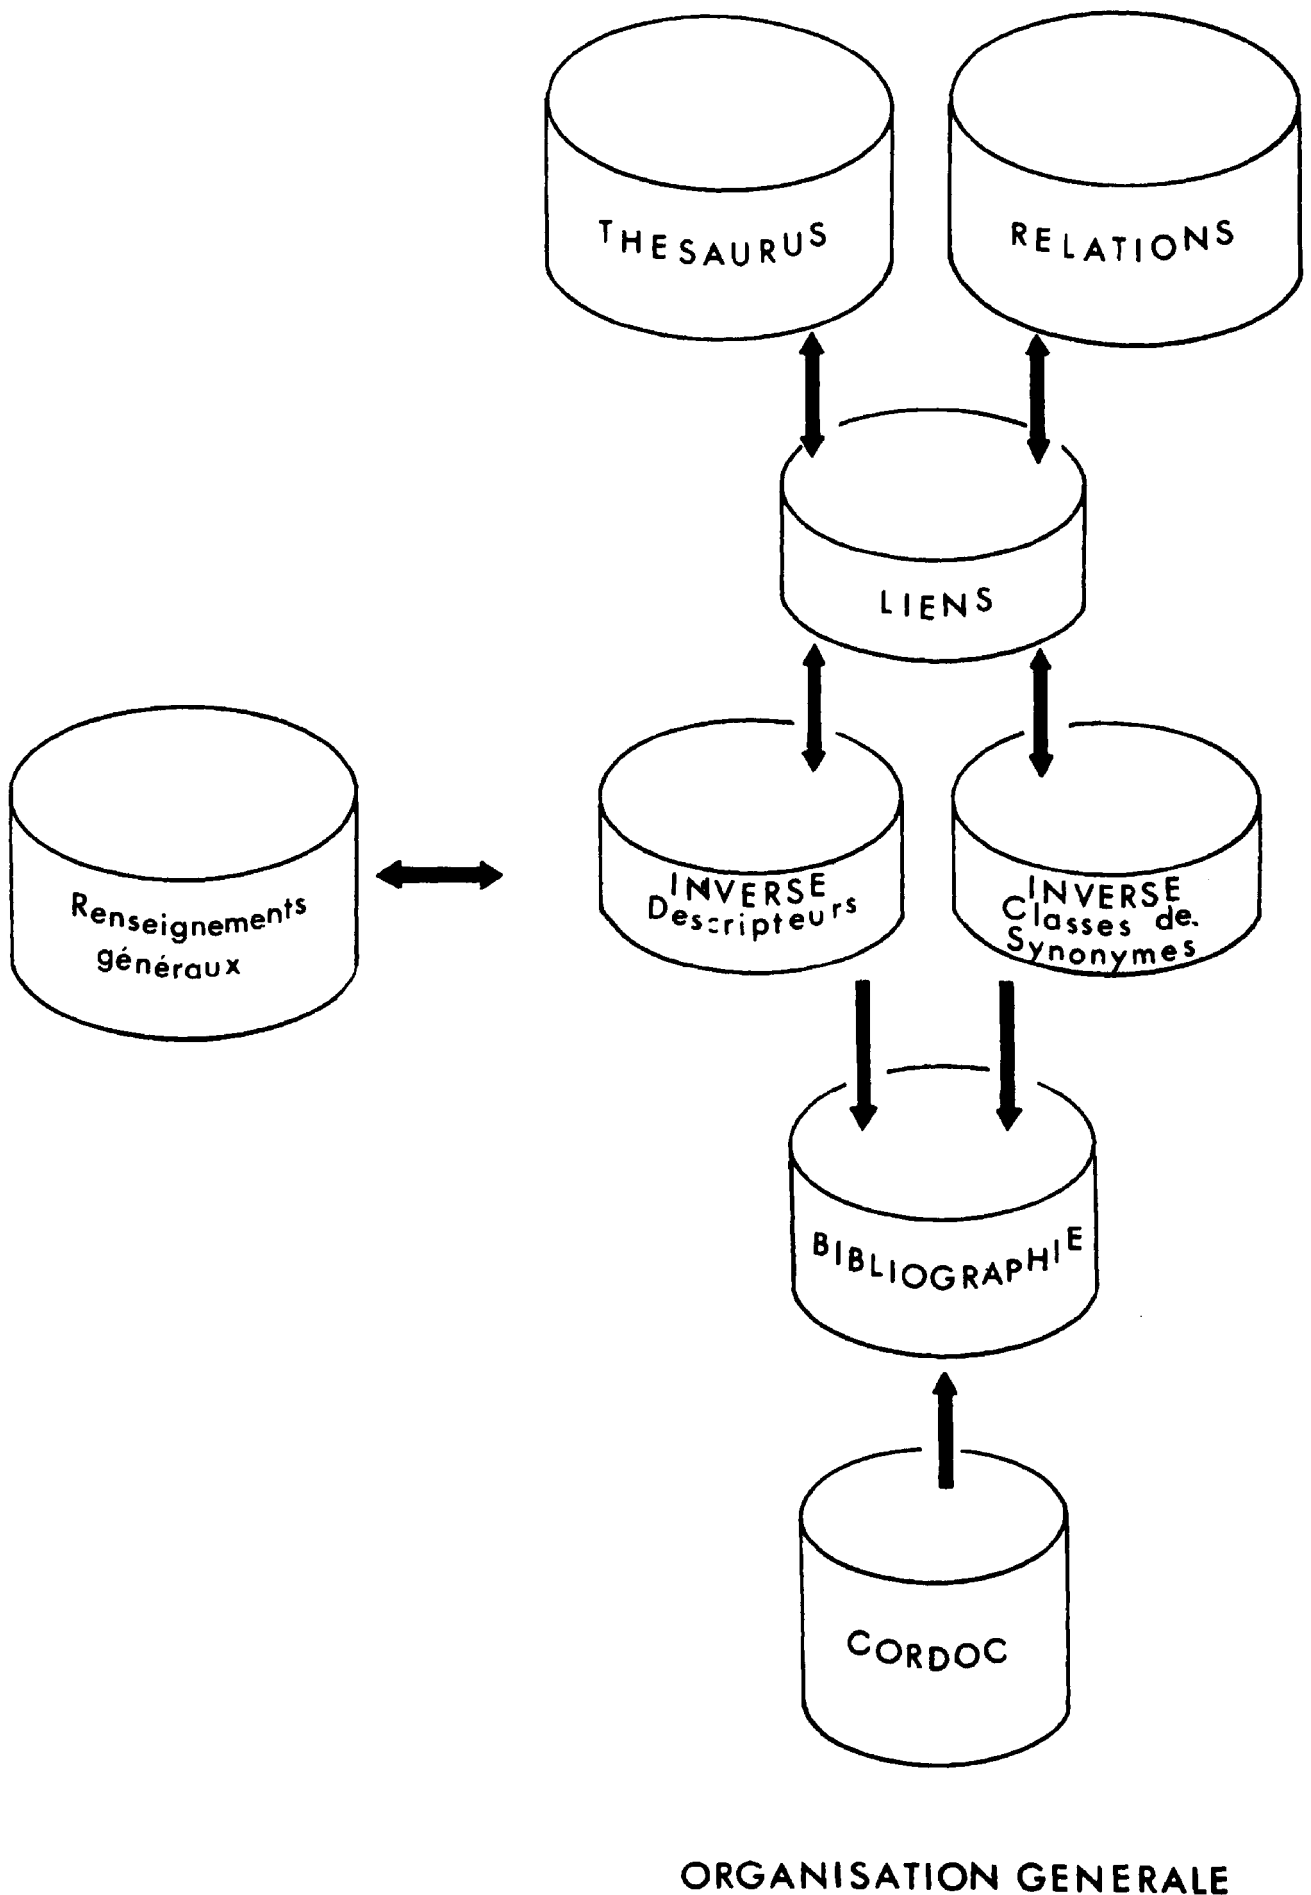 THESAURUS
RELATIONS
LIENS
Renseignements
généraux
INVERSE
Descripteurs
INVERSE
Classes de
Synonymes
BIBLIOGRAPHIE
CORDOC
ORGANISATION GENERALE